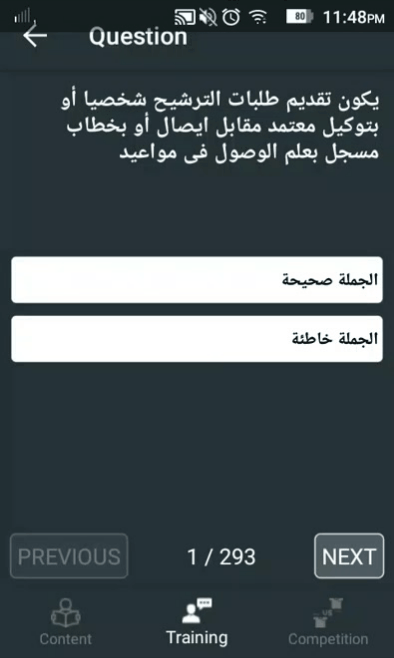 80 11:48PM
Question
يكون تقديم طلبات الترشيح شخصيا أو
بتوكيل معتمد مقابل ايصال أو بخطاب
مسجل بعلم الوصول فى مواعيد
الجملة صحيحة
الجملة خاطئة
PREVIOUS 1 / 293 NEXT
Content Training VS Competition